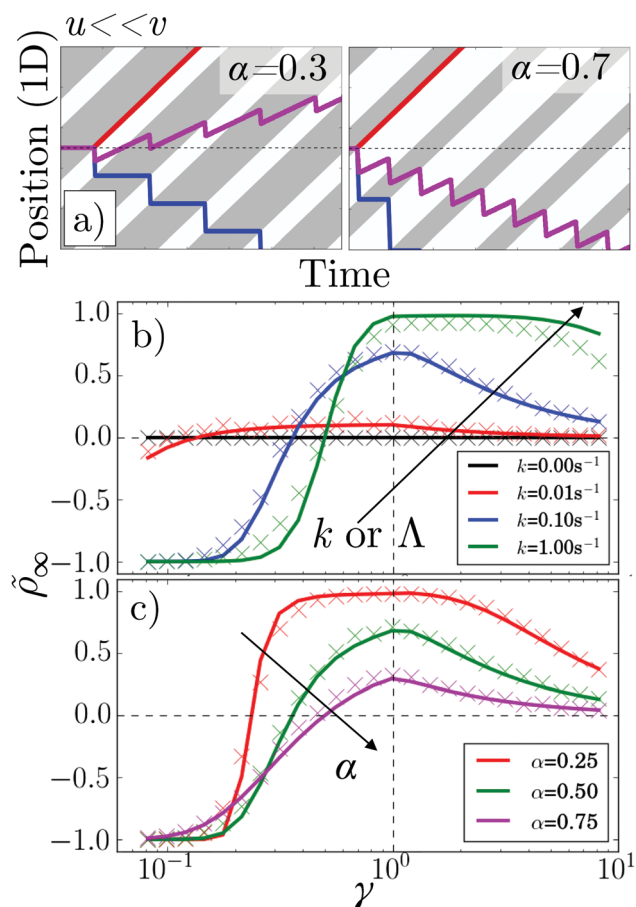 u<<v
α=0.3
α=0.7
Position (1D)
a)
Time
b)
1.0
0.5
0.0
−0.5
−1.0
k or Λ
k=0.00s⁻¹
k=0.01s⁻¹
k=0.10s⁻¹
k=1.00s⁻¹
ρ̃∞
c)
1.0
0.5
0.0
−0.5
−1.0
α
α=0.25
α=0.50
α=0.75
10⁻¹
10⁰
10¹
γ